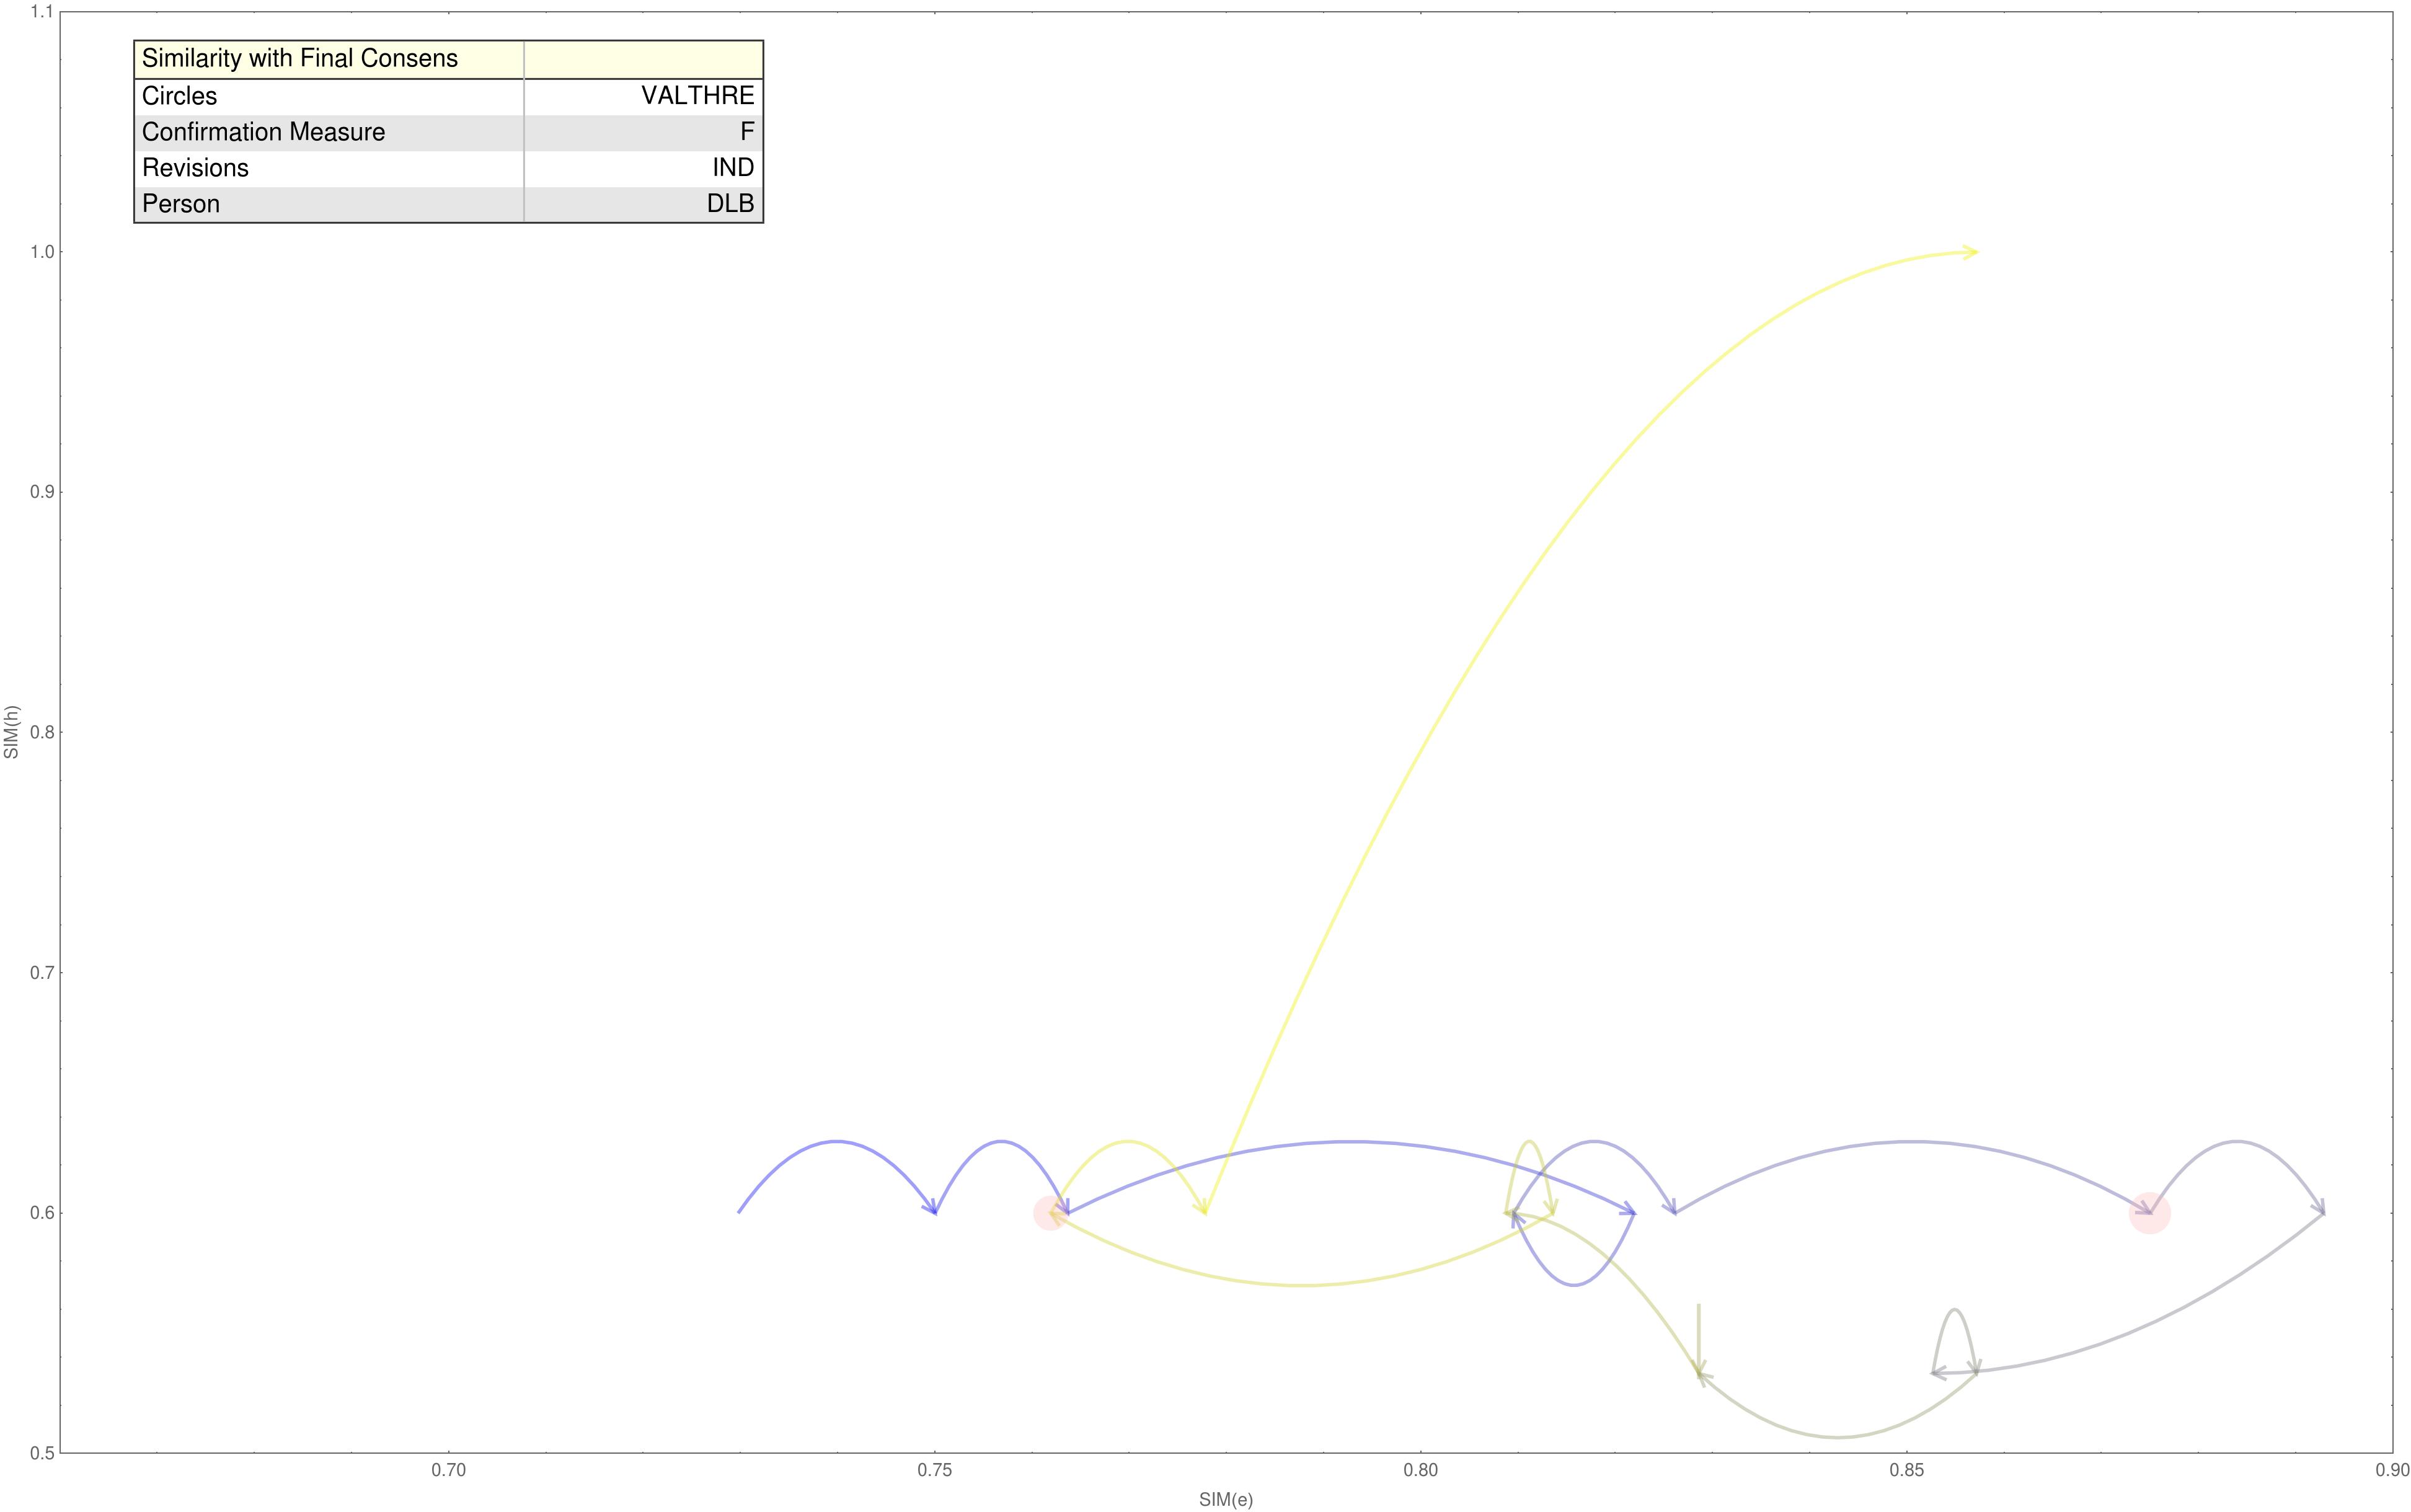 Similarity with Final Consens
Circles VALTHRE
Confirmation Measure F
Revisions IND
Person DLB
1.1
1.0
0.9
0.8
0.7
0.6
0.5
SIM(h)
0.70 0.75 0.80 0.85 0.90
SIM(e)